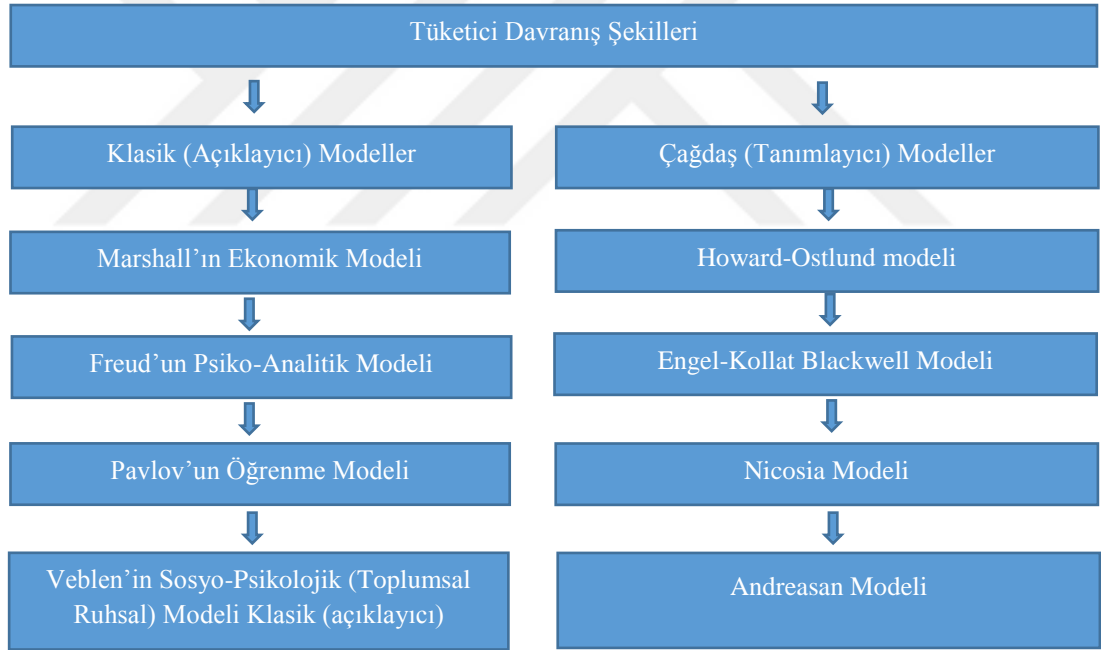 Tüketici Davranış Şekilleri
Klasik (Açıklayıcı) Modeller
Çağdaş (Tanımlayıcı) Modeller
Marshall’ın Ekonomik Modeli
Howard-Ostlund modeli
Freud’un Psiko-Analitik Modeli
Engel-Kollat Blackwell Modeli
Pavlov’un Öğrenme Modeli
Nicosia Modeli
Veblen’in Sosyo-Psikolojik (Toplumsal
Ruhsal) Modeli Klasik (açıklayıcı)
Andreasan Modeli